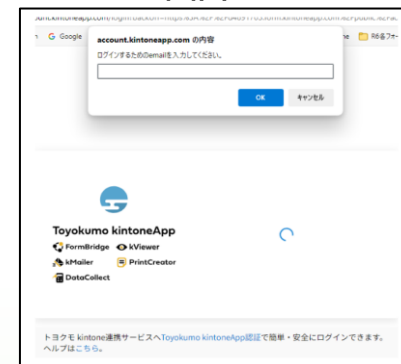 Google
account.kintoneapp.com の内容
ログインするためのemailを入力してください。
OK
キャンセル
Toyokumo kintoneApp
FormBridge
kViewer
kMailer
PrintCreator
DataCollect
トヨクモ kintone連携サービスへToyokumo kintoneApp認証で簡単・安全にログインできます。
ヘルプはこちら。